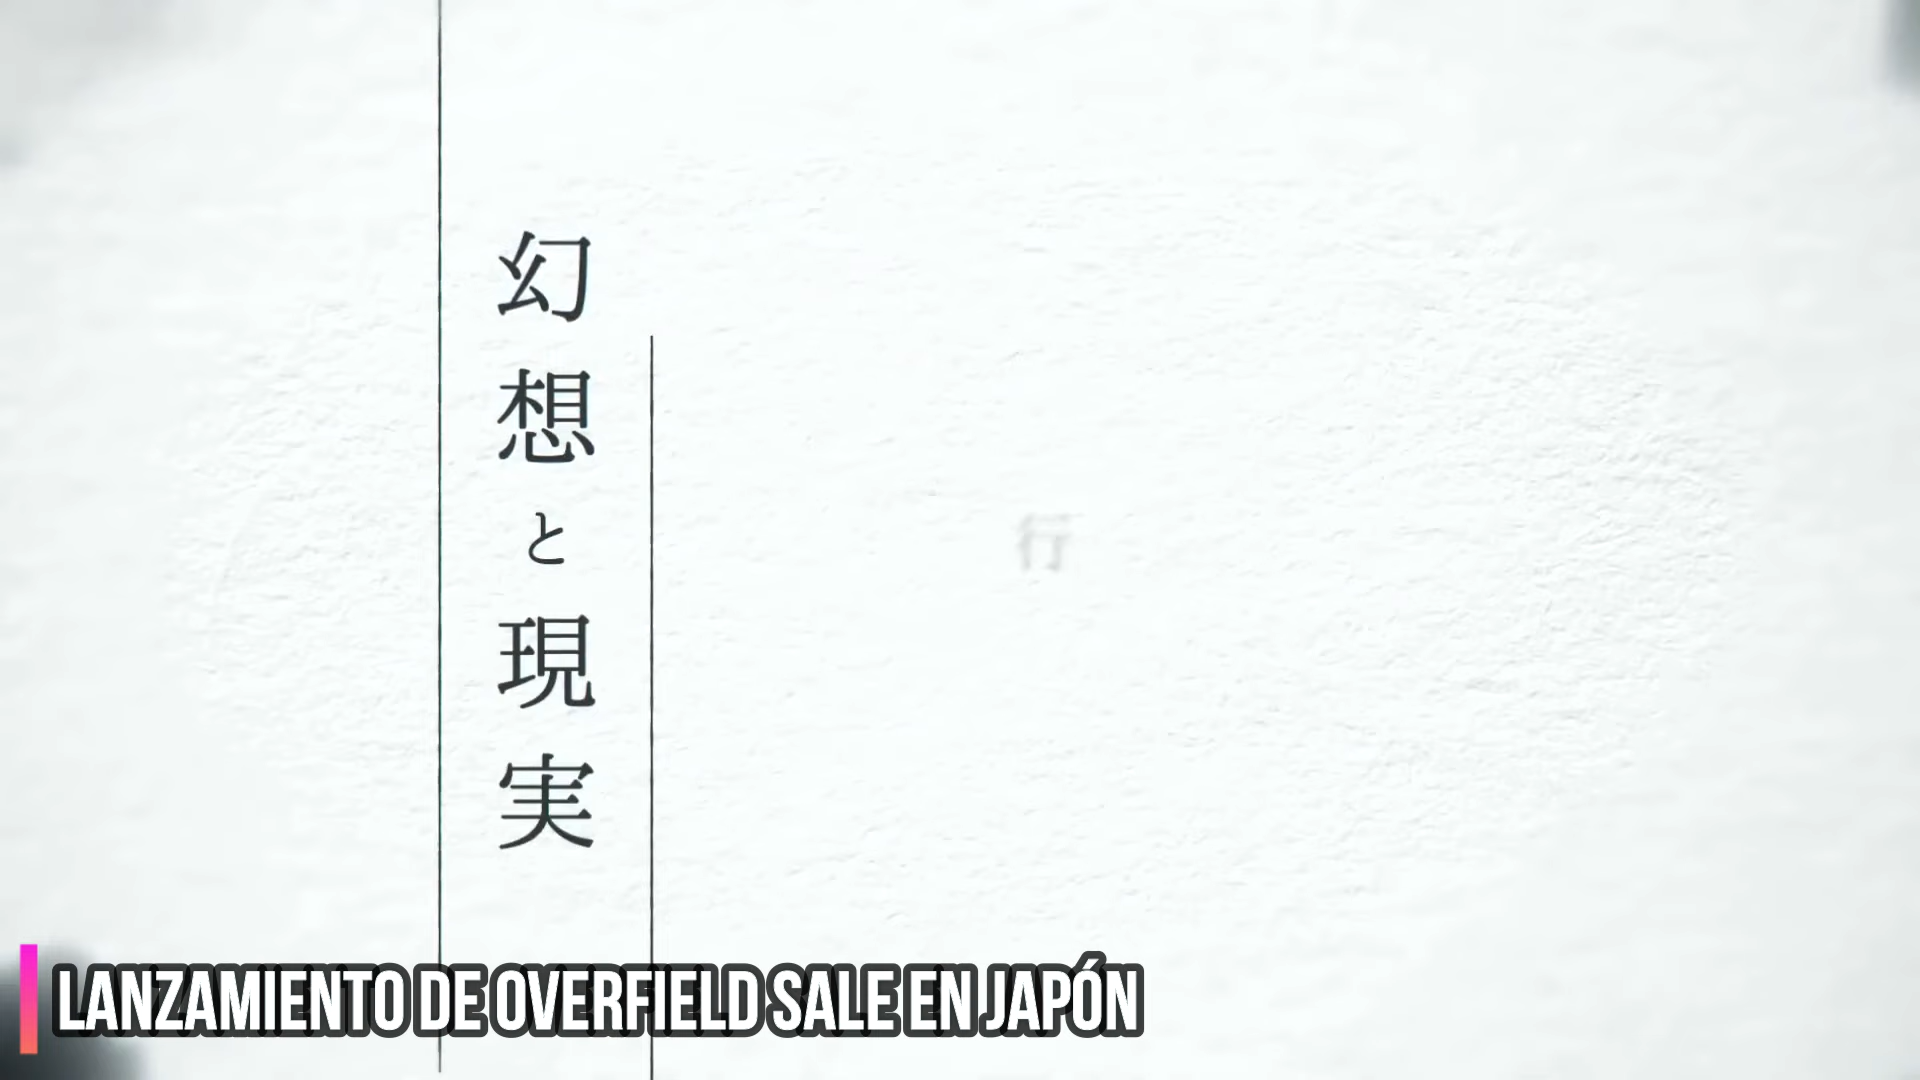 幻想と現実
行
LANZAMIENTO DE OVERFIELD SALE EN JAPÓN